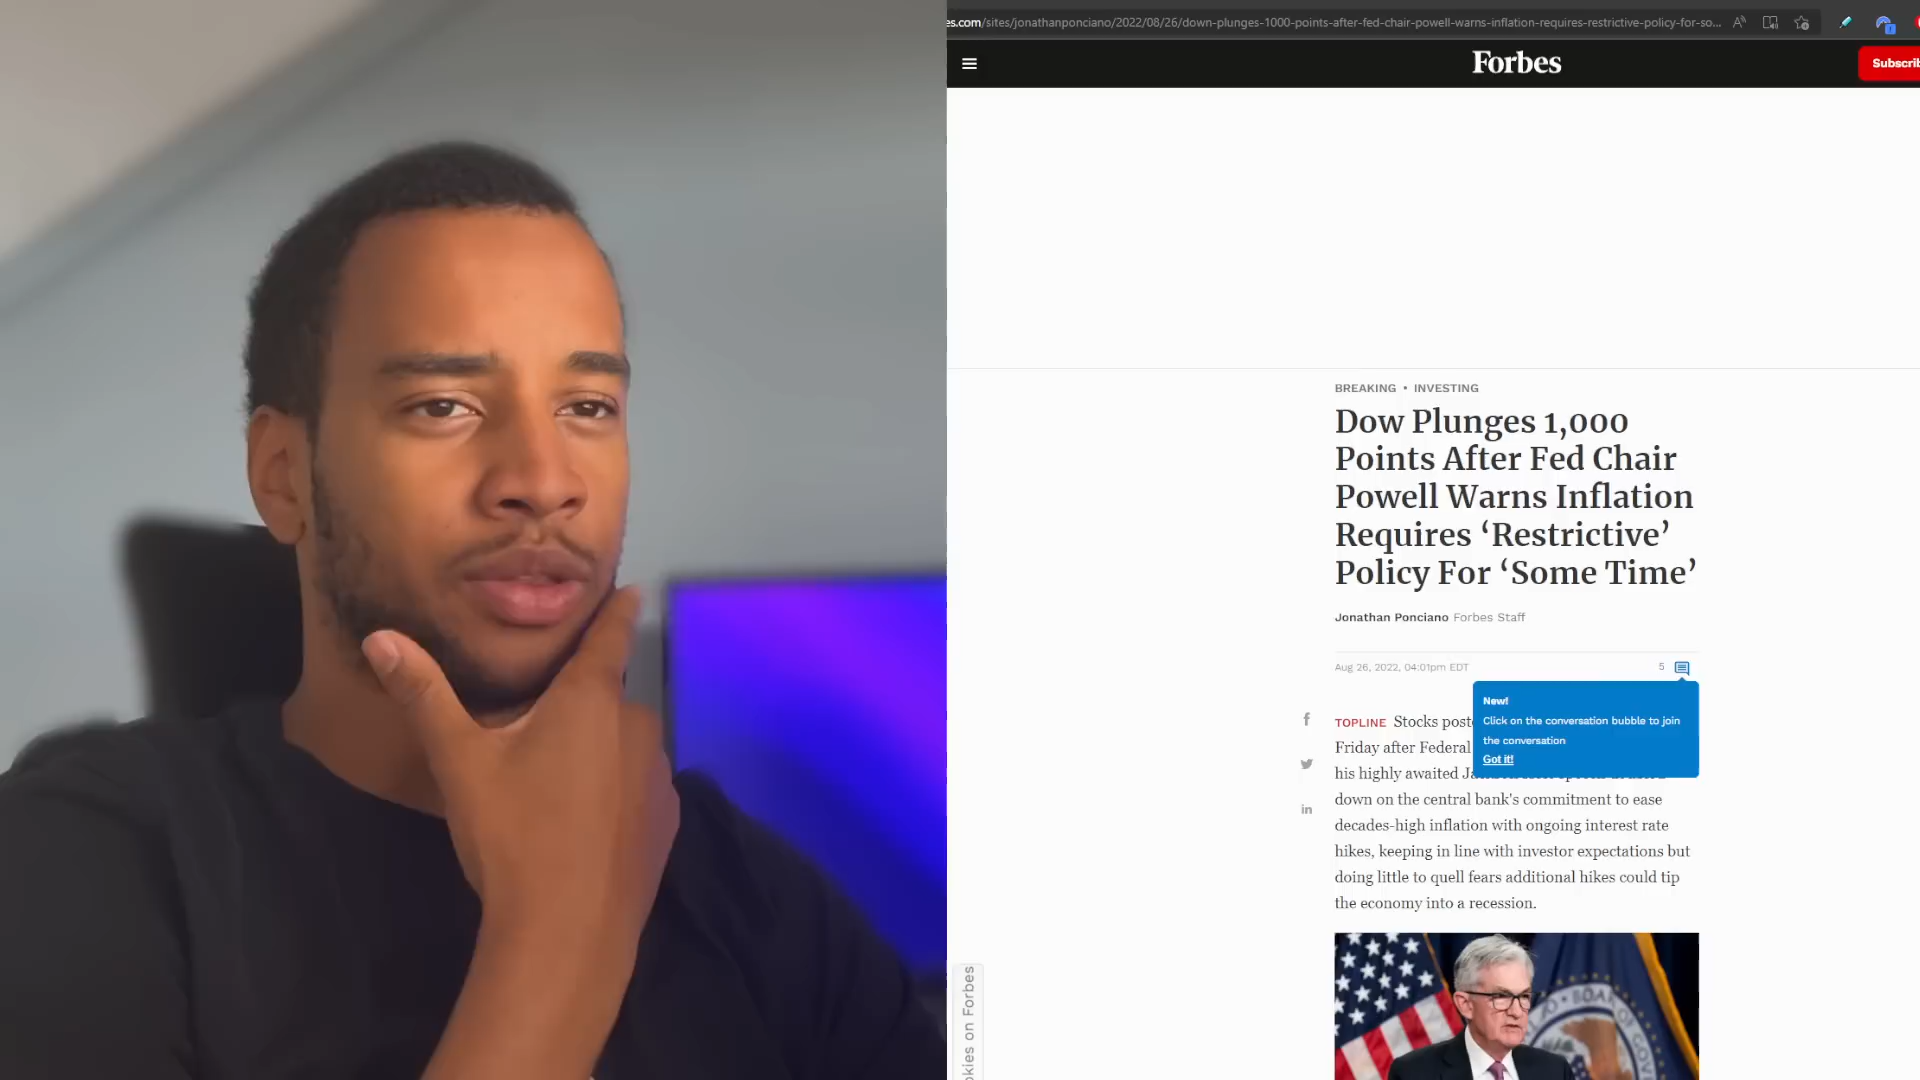 es.com/sites/jonathanponciano/2022/08/26/down-plunges-1000-points-after-fed-chair-powell-warns-inflation-requires-restrictive-policy-for-so...
Forbes
Subscrib
BREAKING • INVESTING
Dow Plunges 1,000
Points After Fed Chair
Powell Warns Inflation
Requires ‘Restrictive’
Policy For ‘Some Time’
Jonathan Ponciano Forbes Staff
Aug 26, 2022, 04:01pm EDT
5
New!
Click on the conversation bubble to join
the conversation
Got it!
TOPLINE Stocks post
Friday after Federal
his highly awaited
down on the central bank's commitment to ease
decades-high inflation with ongoing interest rate
hikes, keeping in line with investor expectations but
doing little to quell fears additional hikes could tip
the economy into a recession.
okies on Forbes